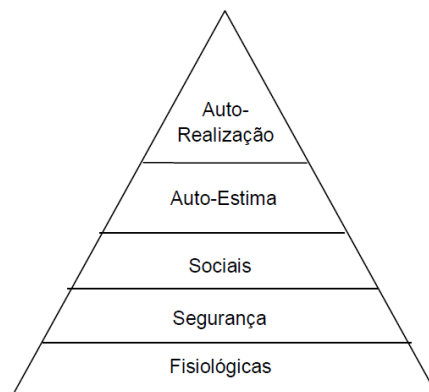 Auto-
Realização
Auto-Estima
Sociais
Segurança
Fisiológicas